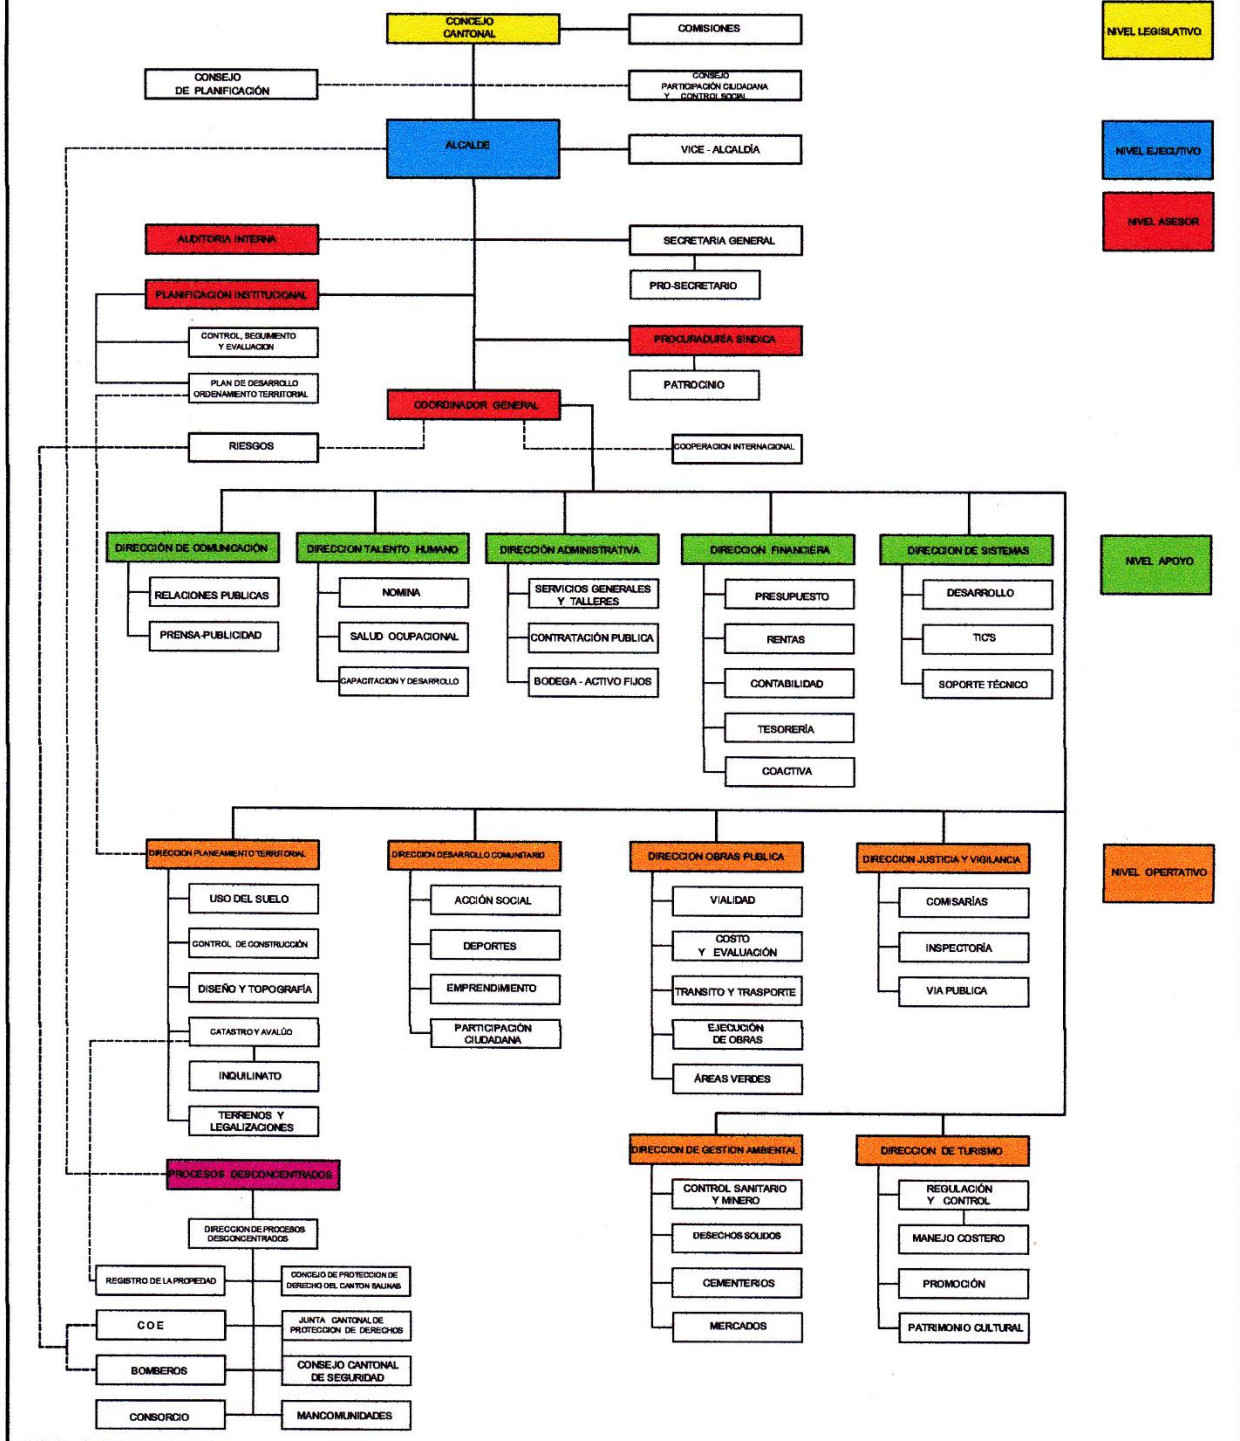 CONCEJO
CANTONAL
COMISIONES
NIVEL LEGISLATIVO
CONSEJO
DE PLANIFICACIÓN
CONSEJO
PARTICIPACIÓN CIUDADANA
Y CONTROL SOCIAL
ALCALDE
VICE - ALCALDÍA
NIVEL EJECUTIVO
NIVEL ASESOR
AUDITORIA INTERNA
SECRETARIA GENERAL
PRO-SECRETARIO
PLANIFICACION INSTITUCIONAL
CONTROL, SEGUIMIENTO
Y EVALUACION
PROCURADURÍA SINDICA
PATROCINIO
PLAN DE DESARROLLO
ORDENAMIENTO TERRITORIAL
COORDINADOR GENERAL
RIESGOS
COOPERACION INTERNACIONAL
DIRECCIÓN DE COMUNICACIÓN
RELACIONES PUBLICAS
PRENSA-PUBLICIDAD
DIRECCION TALENTO HUMANO
NOMINA
SALUD OCUPACIONAL
CAPACITACION Y DESARROLLO
DIRECCIÓN ADMINISTRATIVA
SERVICIOS GENERALES
Y TALLERES
CONTRATACIÓN PUBLICA
BODEGA - ACTIVO FIJOS
DIRECCION FINANCIERA
PRESUPUESTO
RENTAS
CONTABILIDAD
TESORERÍA
COACTIVA
DIRECCION DE SISTEMAS
DESARROLLO
TIC'S
SOPORTE TÉCNICO
NIVEL APOYO
DIRECCION PLANEAMIENTO TERRITORIAL
USO DEL SUELO
CONTROL DE CONSTRUCCIÓN
DISEÑO Y TOPOGRAFÍA
CATASTRO Y AVALÚO
INQUILINATO
TERRENOS Y
LEGALIZACIONES
DIRECCION DESARROLLO COMUNITARIO
ACCIÓN SOCIAL
DEPORTES
EMPRENDIMIENTO
PARTICIPACIÓN
CIUDADANA
DIRECCION OBRAS PUBLICA
VIALIDAD
COSTO
Y EVALUACIÓN
TRANSITO Y TRASPORTE
EJECUCIÓN
DE OBRAS
ÁREAS VERDES
DIRECCION JUSTICIA Y VIGILANCIA
COMISARÍAS
INSPECTORÍA
VIA PUBLICA
NIVEL OPERTATIVO
DIRECCION DE GESTION AMBIENTAL
CONTROL SANITARIO
Y MINERO
DESECHOS SOLIDOS
CEMENTERIOS
MERCADOS
DIRECCION DE TURISMO
REGULACIÓN
Y CONTROL
MANEJO COSTERO
PROMOCIÓN
PATRIMONIO CULTURAL
PROCESOS DESCONCENTRADOS
DIRECCION DE PROCESOS
DESCONCENTRADOS
REGISTRO DE LA PROPIEDAD
CONCEJO DE PROTECCION DE
DERECHO DEL CANTON SALINAS
C O E
JUNTA CANTONAL DE
PROTECCION DE DERECHOS
BOMBEROS
CONSEJO CANTONAL
DE SEGURIDAD
CONSORCIO
MANCOMUNIDADES